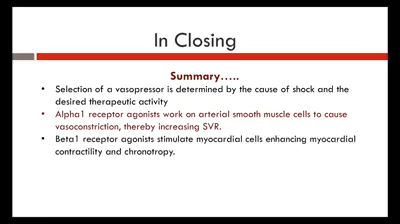 In Closing
Summary.....
• Selection of a vasopressor is determined by the cause of shock and the
desired therapeutic activity
• Alpha1 receptor agonists work on arterial smooth muscle cells to cause
vasoconstriction, thereby increasing SVR.
• Beta1 receptor agonists stimulate myocardial cells enhancing myocardial
contractility and chronotropy.